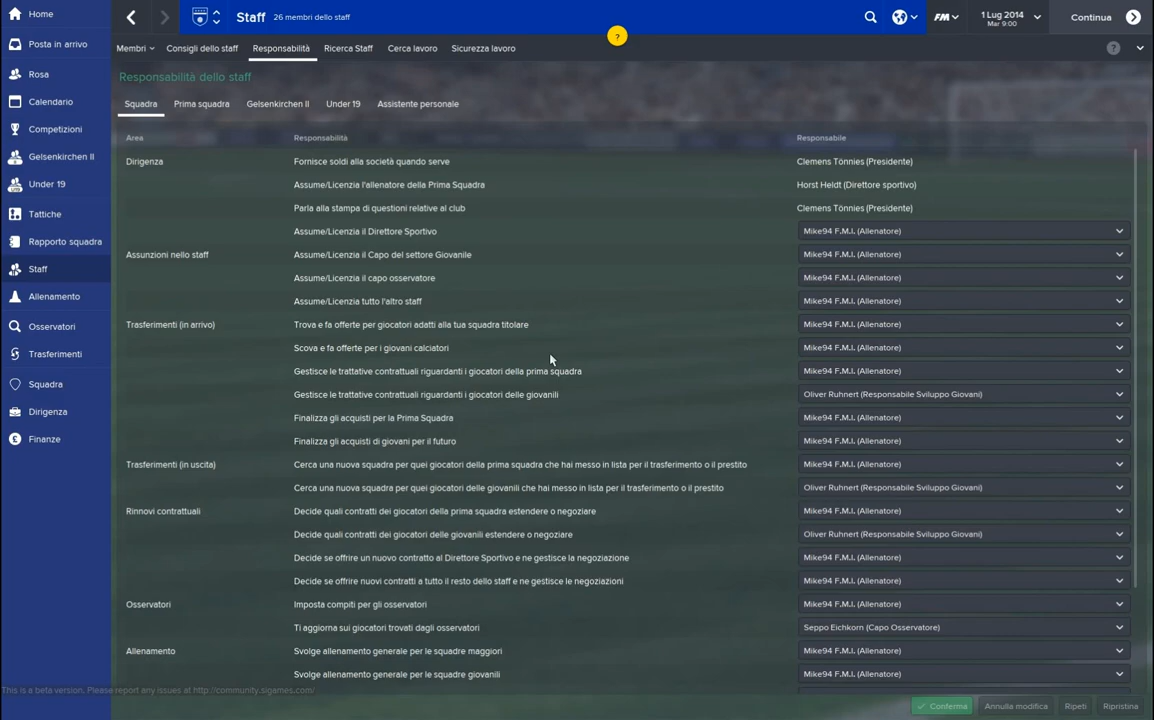 Home
Staff
26 membri dello staff
?
FM
1 Lug 2014
Mar 9:00
Continua
Posta in arrivo
Rosa
Calendario
Competizioni
Gelsenkirchen II
Under 19
Tattiche
Rapporto squadra
Staff
Allenamento
Osservatori
Trasferimenti
Squadra
Dirigenza
Finanze
Membri
Consigli dello staff
Responsabilità
Ricerca Staff
Cerca lavoro
Sicurezza lavoro
?
Responsabilità dello staff
Squadra
Prima squadra
Gelsenkirchen II
Under 19
Assistente personale
Area Responsabilità Responsabile
Dirigenza Fornisce soldi alla società quando serve Clemens Tönnies (Presidente)
Assume/Licenzia l'allenatore della Prima Squadra Horst Heldt (Direttore sportivo)
Parla alla stampa di questioni relative al club Clemens Tönnies (Presidente)
Assume/Licenzia il Direttore Sportivo Mike94 F.M.I. (Allenatore)
Assunzioni nello staff Assume/Licenzia il Capo del settore Giovanile Mike94 F.M.I. (Allenatore)
Assume/Licenzia il capo osservatore Mike94 F.M.I. (Allenatore)
Assume/Licenzia tutto l'altro staff Mike94 F.M.I. (Allenatore)
Trasferimenti (in arrivo) Trova e fa offerte per giocatori adatti alla tua squadra titolare Mike94 F.M.I. (Allenatore)
Scova e fa offerte per i giovani calciatori Mike94 F.M.I. (Allenatore)
Gestisce le trattative contrattuali riguardanti i giocatori della prima squadra Mike94 F.M.I. (Allenatore)
Gestisce le trattative contrattuali riguardanti i giocatori delle giovanili Oliver Ruhnert (Responsabile Sviluppo Giovani)
Finalizza gli acquisti per la Prima Squadra Mike94 F.M.I. (Allenatore)
Finalizza gli acquisti di giovani per il futuro Mike94 F.M.I. (Allenatore)
Trasferimenti (in uscita) Cerca una nuova squadra per quei giocatori della prima squadra che hai messo in lista per il trasferimento o il prestito Mike94 F.M.I. (Allenatore)
Cerca una nuova squadra per quei giocatori delle giovanili che hai messo in lista per il trasferimento o il prestito Oliver Ruhnert (Responsabile Sviluppo Giovani)
Rinnovi contrattuali Decide quali contratti dei giocatori della prima squadra estendere o negoziare Mike94 F.M.I. (Allenatore)
Decide quali contratti dei giocatori delle giovanili estendere o negoziare Oliver Ruhnert (Responsabile Sviluppo Giovani)
Decide se offrire un nuovo contratto al Direttore Sportivo e ne gestisce la negoziazione Mike94 F.M.I. (Allenatore)
Decide se offrire nuovi contratti a tutto il resto dello staff e ne gestisce le negoziazioni Mike94 F.M.I. (Allenatore)
Osservatori Imposta compiti per gli osservatori Mike94 F.M.I. (Allenatore)
Ti aggiorna sui giocatori trovati dagli osservatori Seppo Eichkorn (Capo Osservatore)
Allenamento Svolge allenamento generale per le squadre maggiori Mike94 F.M.I. (Allenatore)
Svolge allenamento generale per le squadre giovanili Mike94 F.M.I. (Allenatore)
This is a beta version. Please report any issues at http://community.sigames.com/
Conferma
Annulla modifica
Ripeti
Ripristina